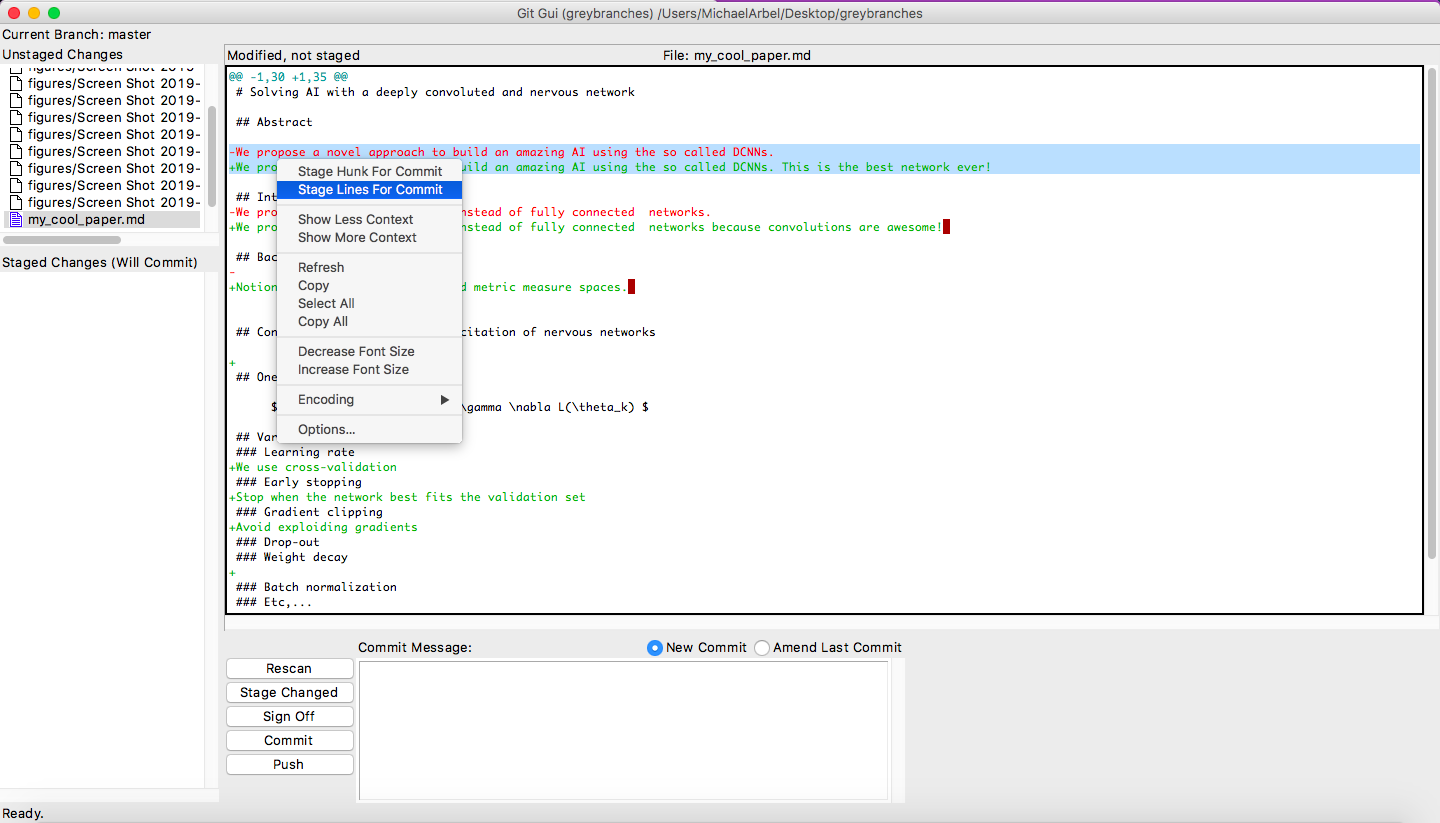 Git Gui (greybranches) /Users/MichaelArbel/Desktop/greybranches
Current Branch: master
Unstaged Changes
figures/Screen Shot 2019-
figures/Screen Shot 2019-
figures/Screen Shot 2019-
figures/Screen Shot 2019-
figures/Screen Shot 2019-
figures/Screen Shot 2019-
figures/Screen Shot 2019-
figures/Screen Shot 2019-
figures/Screen Shot 2019-
my_cool_paper.md
Staged Changes (Will Commit)
Modified, not staged
File: my_cool_paper.md
@@ -1,30 +1,35 @@
# Solving AI with a deeply convoluted and nervous network
## Abstract
-We propose a novel approach to build an amazing AI using the so called DCNNs.
+We pro uild an amazing AI using the so called DCNNs. This is the best network ever!
## Int
-We pro nstead of fully connected  networks.
+We pro nstead of fully connected  networks because convolutions are awesome!
## Bac
-
+Notion d metric measure spaces.
## Con citation of nervous networks
+
## One
$ \gamma \nabla L(\theta_k) $
## Var
### Learning rate
+We use cross-validation
### Early stopping
+Stop when the network best fits the validation set
### Gradient clipping
+Avoid exploiding gradients
### Drop-out
### Weight decay
+
### Batch normalization
### Etc,...
Stage Hunk For Commit
Stage Lines For Commit
Show Less Context
Show More Context
Refresh
Copy
Select All
Copy All
Decrease Font Size
Increase Font Size
Encoding
Options...
Commit Message:
New Commit
Amend Last Commit
Rescan
Stage Changed
Sign Off
Commit
Push
Ready.